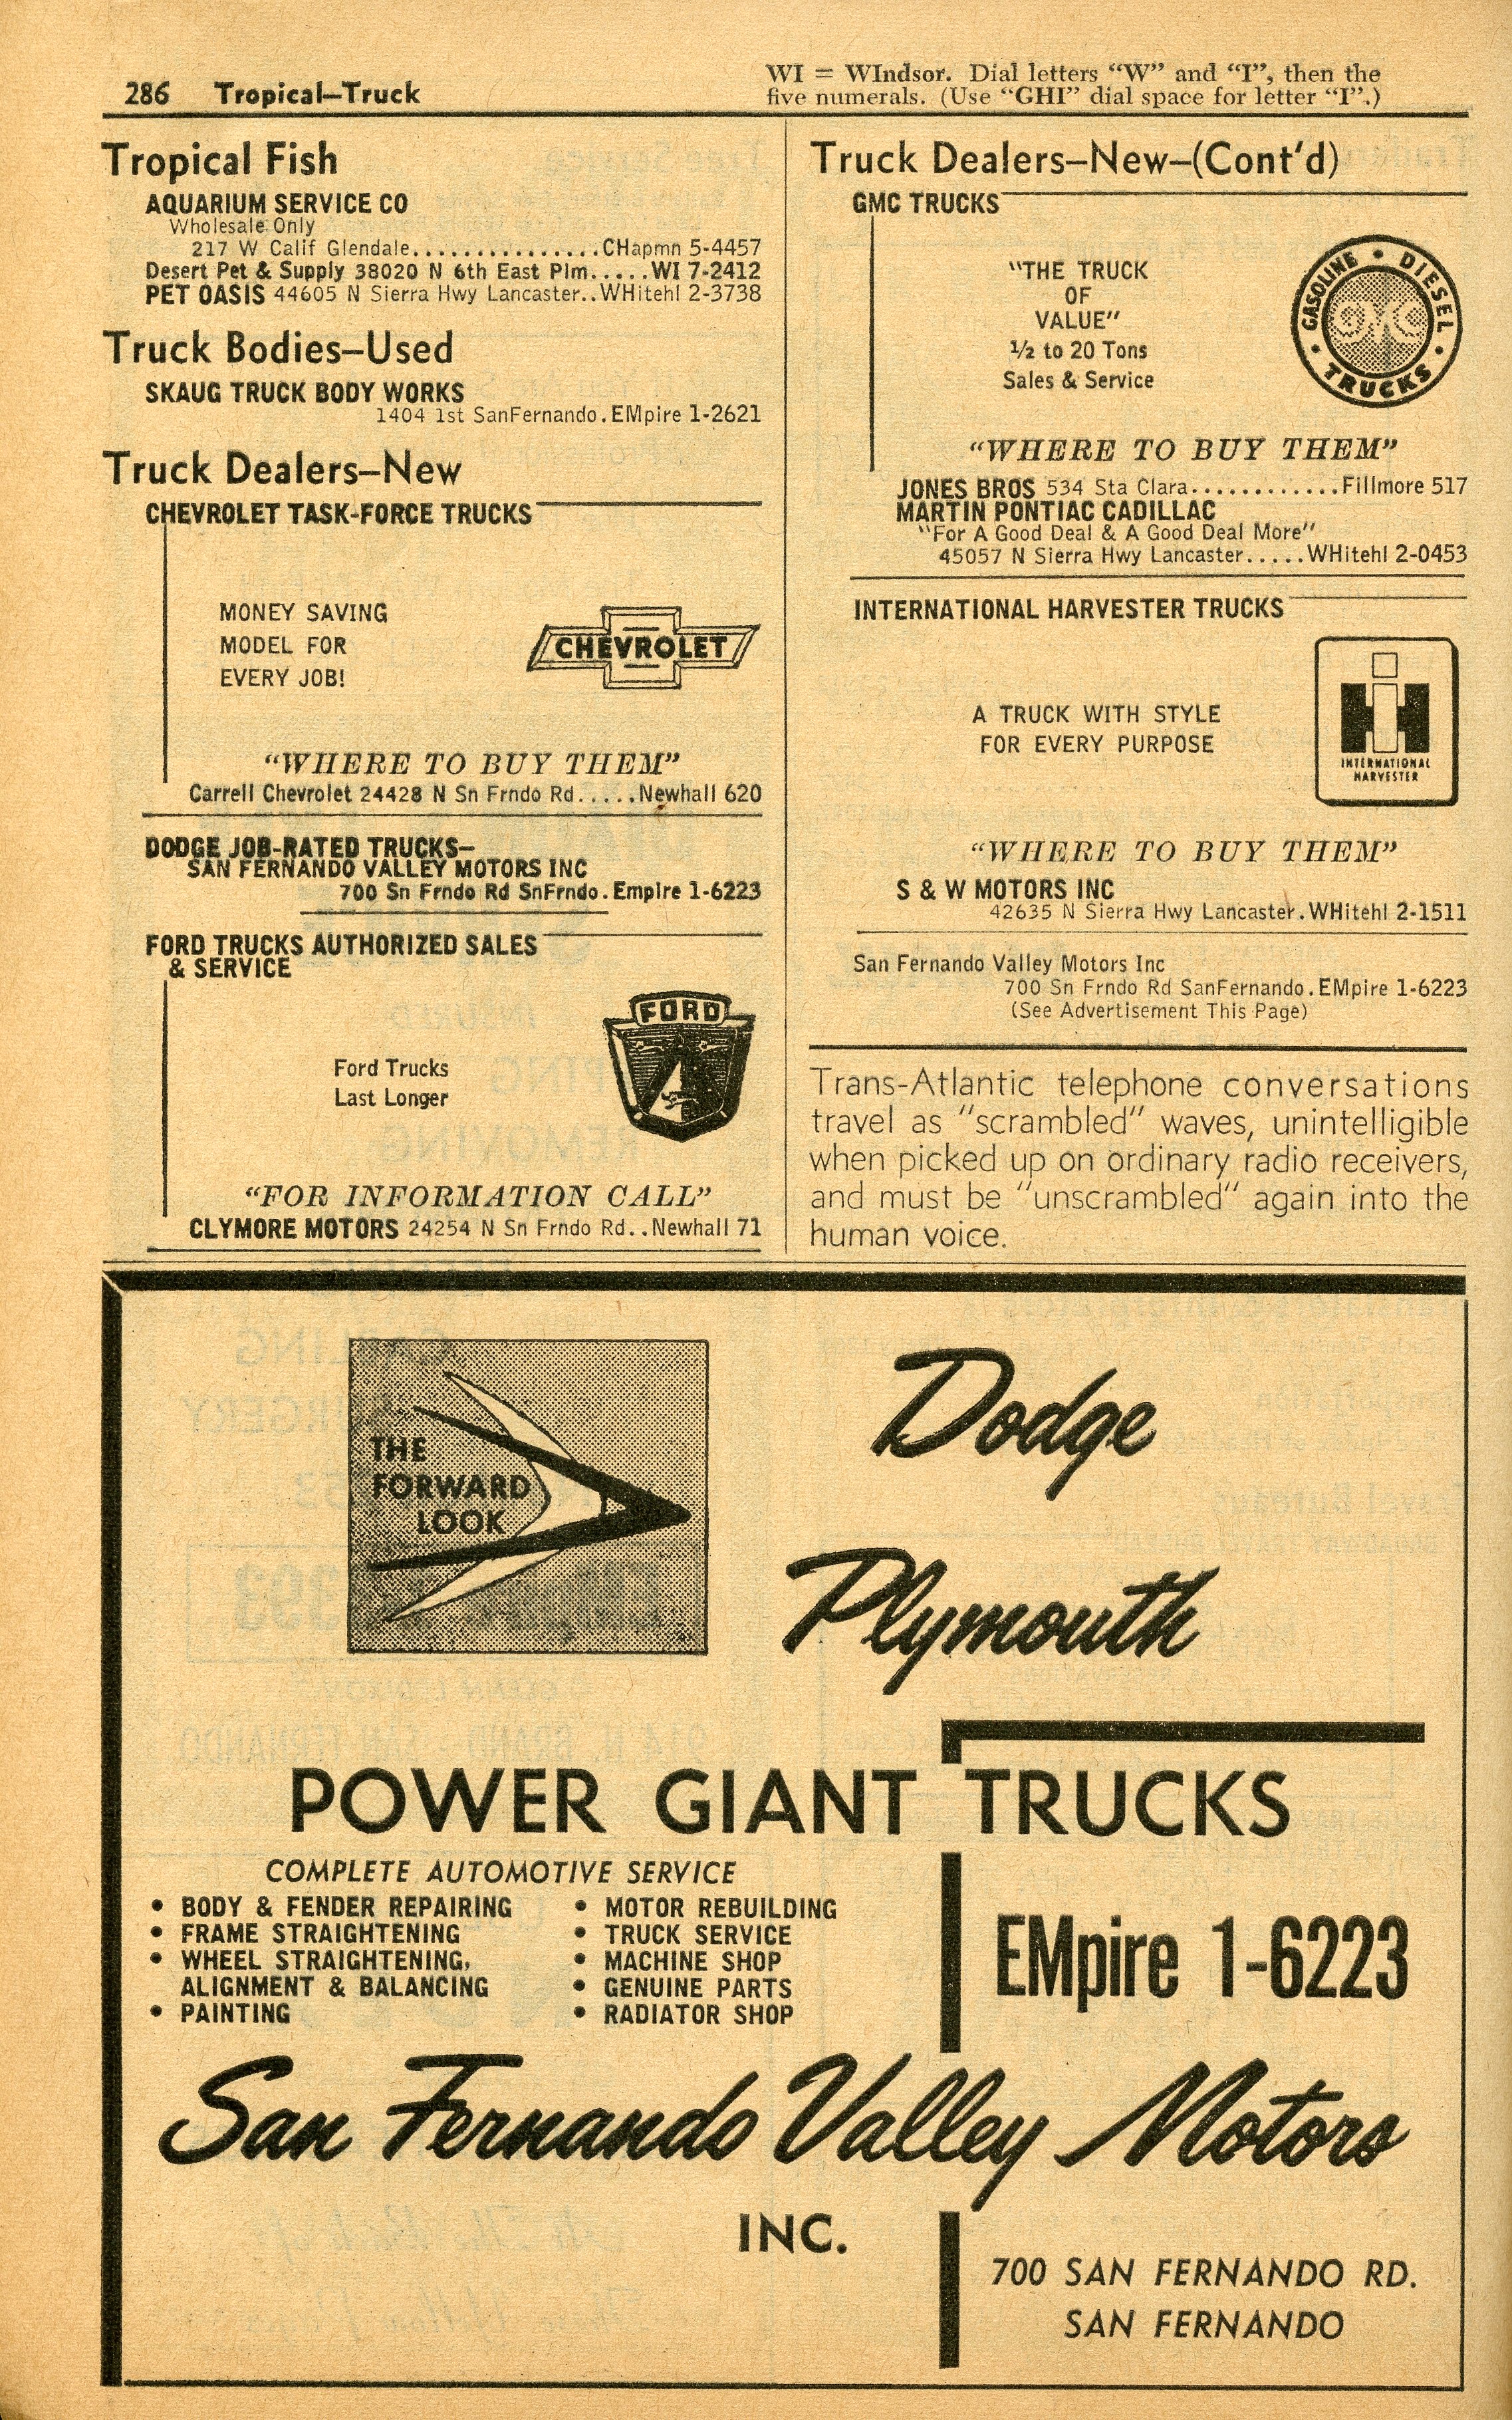 286 Tropical—Truck
WI = WIndsor. Dial letters “W” and “I”, then the
five numerals. (Use “GHI” dial space for letter “I”.)
Tropical Fish
AQUARIUM SERVICE CO
Wholesale Only
217 W Calif Glendale...............CHapmn 5-4457
Desert Pet & Supply 38020 N 6th East Plm.....WI 7-2412
PET OASIS 44605 N Sierra Hwy Lancaster..WHitehl 2-3738
Truck Bodies—Used
SKAUG TRUCK BODY WORKS
1404 1st SanFernando.EMpire 1-2621
Truck Dealers—New
CHEVROLET TASK-FORCE TRUCKS
MONEY SAVING
MODEL FOR
EVERY JOB!
CHEVROLET
“WHERE TO BUY THEM”
Carrell Chevrolet 24428 N Sn Frndo Rd.....Newhall 620
DODGE JOB-RATED TRUCKS—
SAN FERNANDO VALLEY MOTORS INC
700 Sn Frndo Rd SnFrndo.Empire 1-6223
FORD TRUCKS AUTHORIZED SALES
& SERVICE
FORD
Ford Trucks
Last Longer
“FOR INFORMATION CALL”
CLYMORE MOTORS 24254 N Sn Frndo Rd..Newhall 71
Truck Dealers—New—(Cont'd)
GMC TRUCKS
“THE TRUCK
OF
VALUE”
½ to 20 Tons
Sales & Service
GASOLINE • DIESEL
GMC
• TRUCKS •
“WHERE TO BUY THEM”
JONES BROS 534 Sta Clara............Fillmore 517
MARTIN PONTIAC CADILLAC
“For A Good Deal & A Good Deal More”
45057 N Sierra Hwy Lancaster.....WHitehl 2-0453
INTERNATIONAL HARVESTER TRUCKS
A TRUCK WITH STYLE
FOR EVERY PURPOSE
IH
INTERNATIONAL
HARVESTER
“WHERE TO BUY THEM”
S & W MOTORS INC
42635 N Sierra Hwy Lancaster.WHitehl 2-1511
San Fernando Valley Motors Inc
700 Sn Frndo Rd SanFernando.EMpire 1-6223
(See Advertisement This Page)
Trans-Atlantic telephone conversations
travel as “scrambled” waves, unintelligible
when picked up on ordinary radio receivers,
and must be “unscrambled” again into the
human voice.
THE
FORWARD
LOOK
Dodge
Plymouth
POWER GIANT TRUCKS
COMPLETE AUTOMOTIVE SERVICE
• BODY & FENDER REPAIRING
• FRAME STRAIGHTENING
• WHEEL STRAIGHTENING,
ALIGNMENT & BALANCING
• PAINTING
• MOTOR REBUILDING
• TRUCK SERVICE
• MACHINE SHOP
• GENUINE PARTS
• RADIATOR SHOP
EMpire 1-6223
San Fernando Valley Motors
INC.
700 SAN FERNANDO RD.
SAN FERNANDO